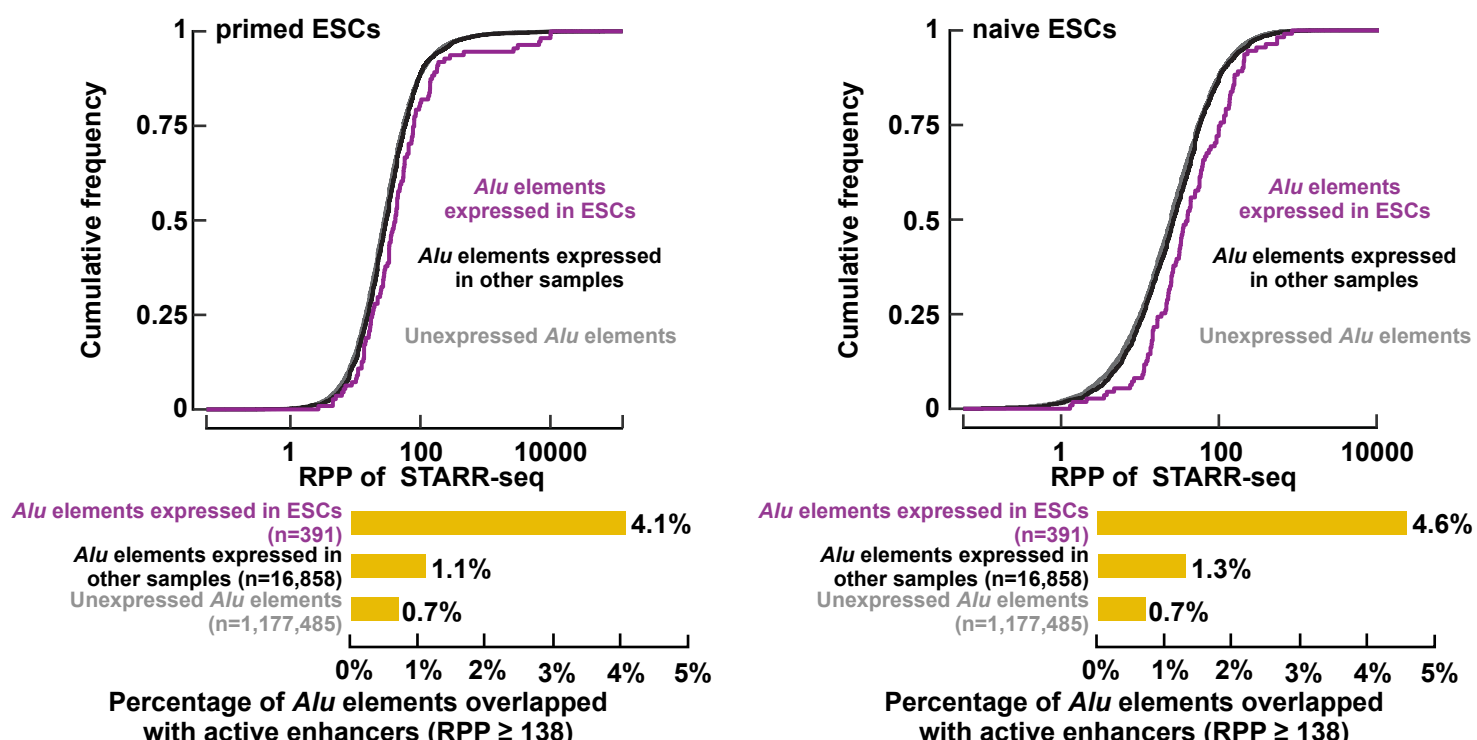 primed ESCs
1
0.75
0.5
0.25
0
Cumulative frequency
Alu elements
expressed in ESCs
Alu elements expressed
in other samples
Unexpressed Alu elements
1 100 10000
RPP of STARR-seq
Alu elements expressed in ESCs
(n=391)
4.1%
Alu elements expressed in
other samples (n=16,858)
1.1%
Unexpressed Alu elements
(n=1,177,485)
0.7%
0% 1% 2% 3% 4% 5%
Percentage of Alu elements overlapped
with active enhancers (RPP ≥ 138)
naive ESCs
1
0.75
0.5
0.25
0
Cumulative frequency
Alu elements
expressed in ESCs
Alu elements expressed
in other samples
Unexpressed Alu elements
1 100 10000
RPP of STARR-seq
Alu elements expressed in ESCs
(n=391)
4.6%
Alu elements expressed in
other samples (n=16,858)
1.3%
Unexpressed Alu elements
(n=1,177,485)
0.7%
0% 1% 2% 3% 4% 5%
Percentage of Alu elements overlapped
with active enhancers (RPP ≥ 138)